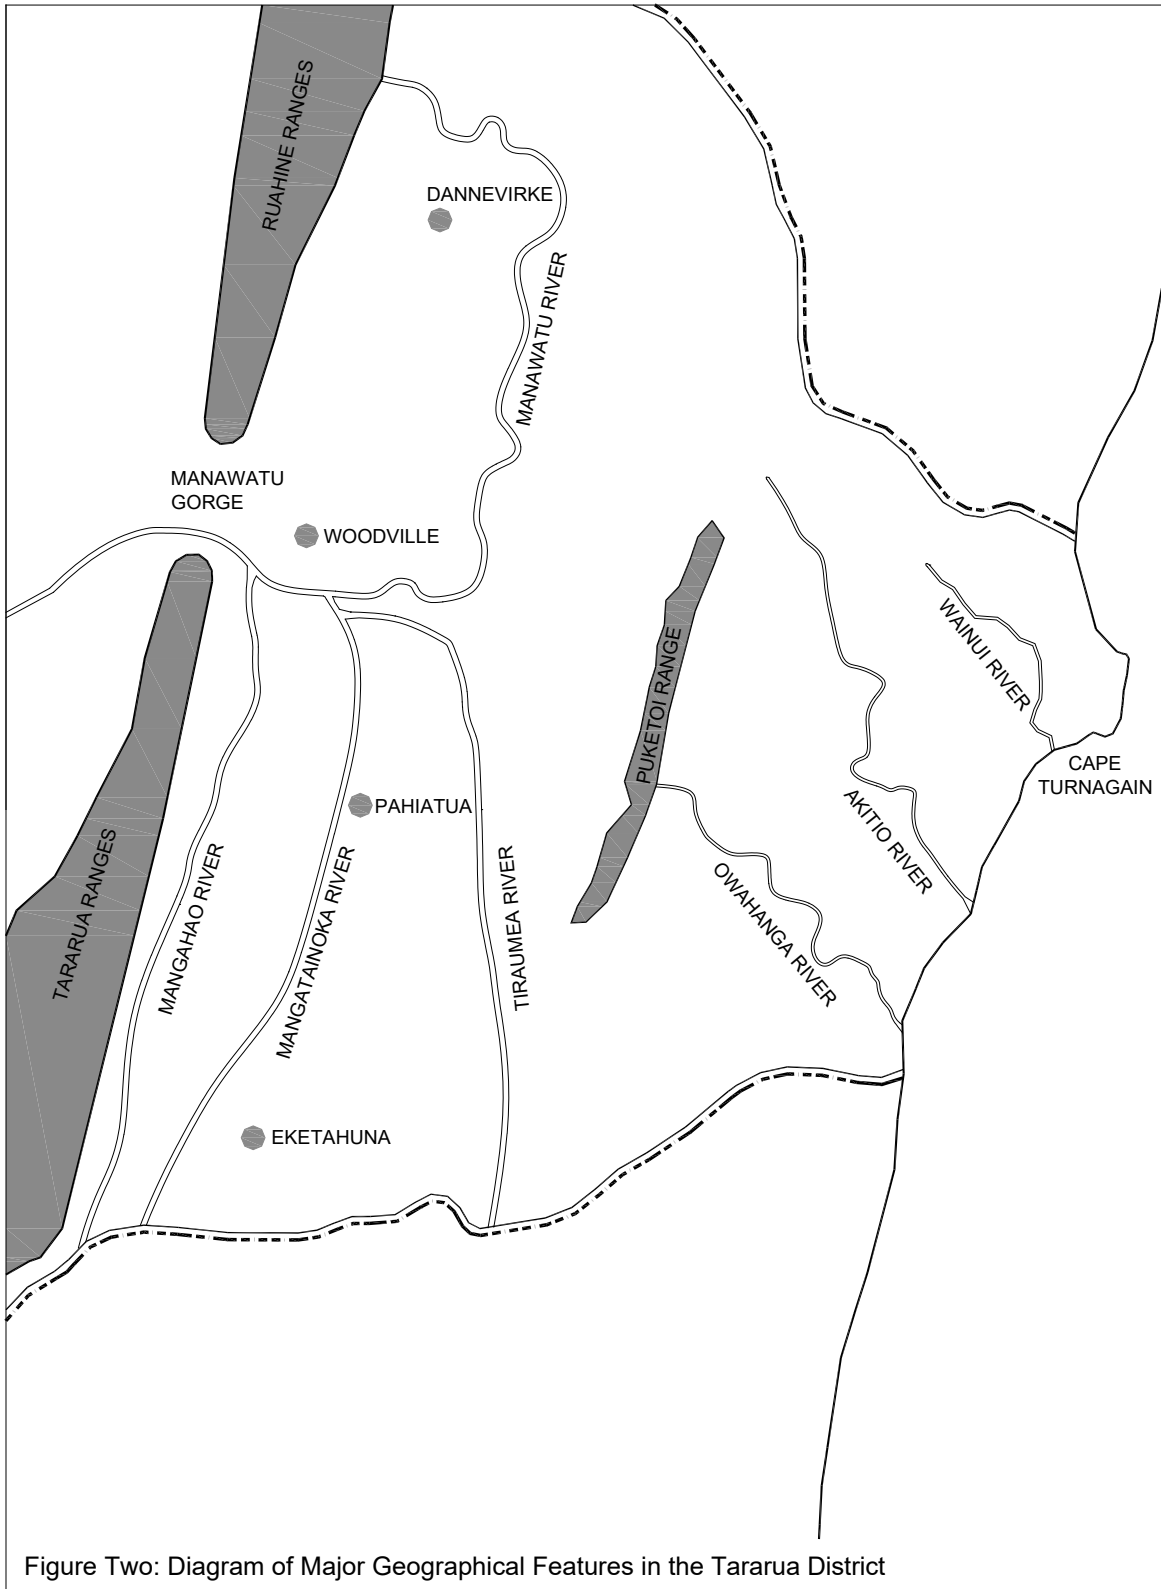 RUAHINE RANGES
DANNEVIRKE
MANAWATU RIVER
MANAWATU
GORGE
WOODVILLE
PUKETOI RANGE
WAINUI RIVER
CAPE
TURNAGAIN
PAHIATUA
AKITIO RIVER
TARARUA RANGES
MANGAHAO RIVER
MANGATAINOKA RIVER
TIRAUMEA RIVER
OWAHANGA RIVER
EKETAHUNA
Figure Two: Diagram of Major Geographical Features in the Tararua District